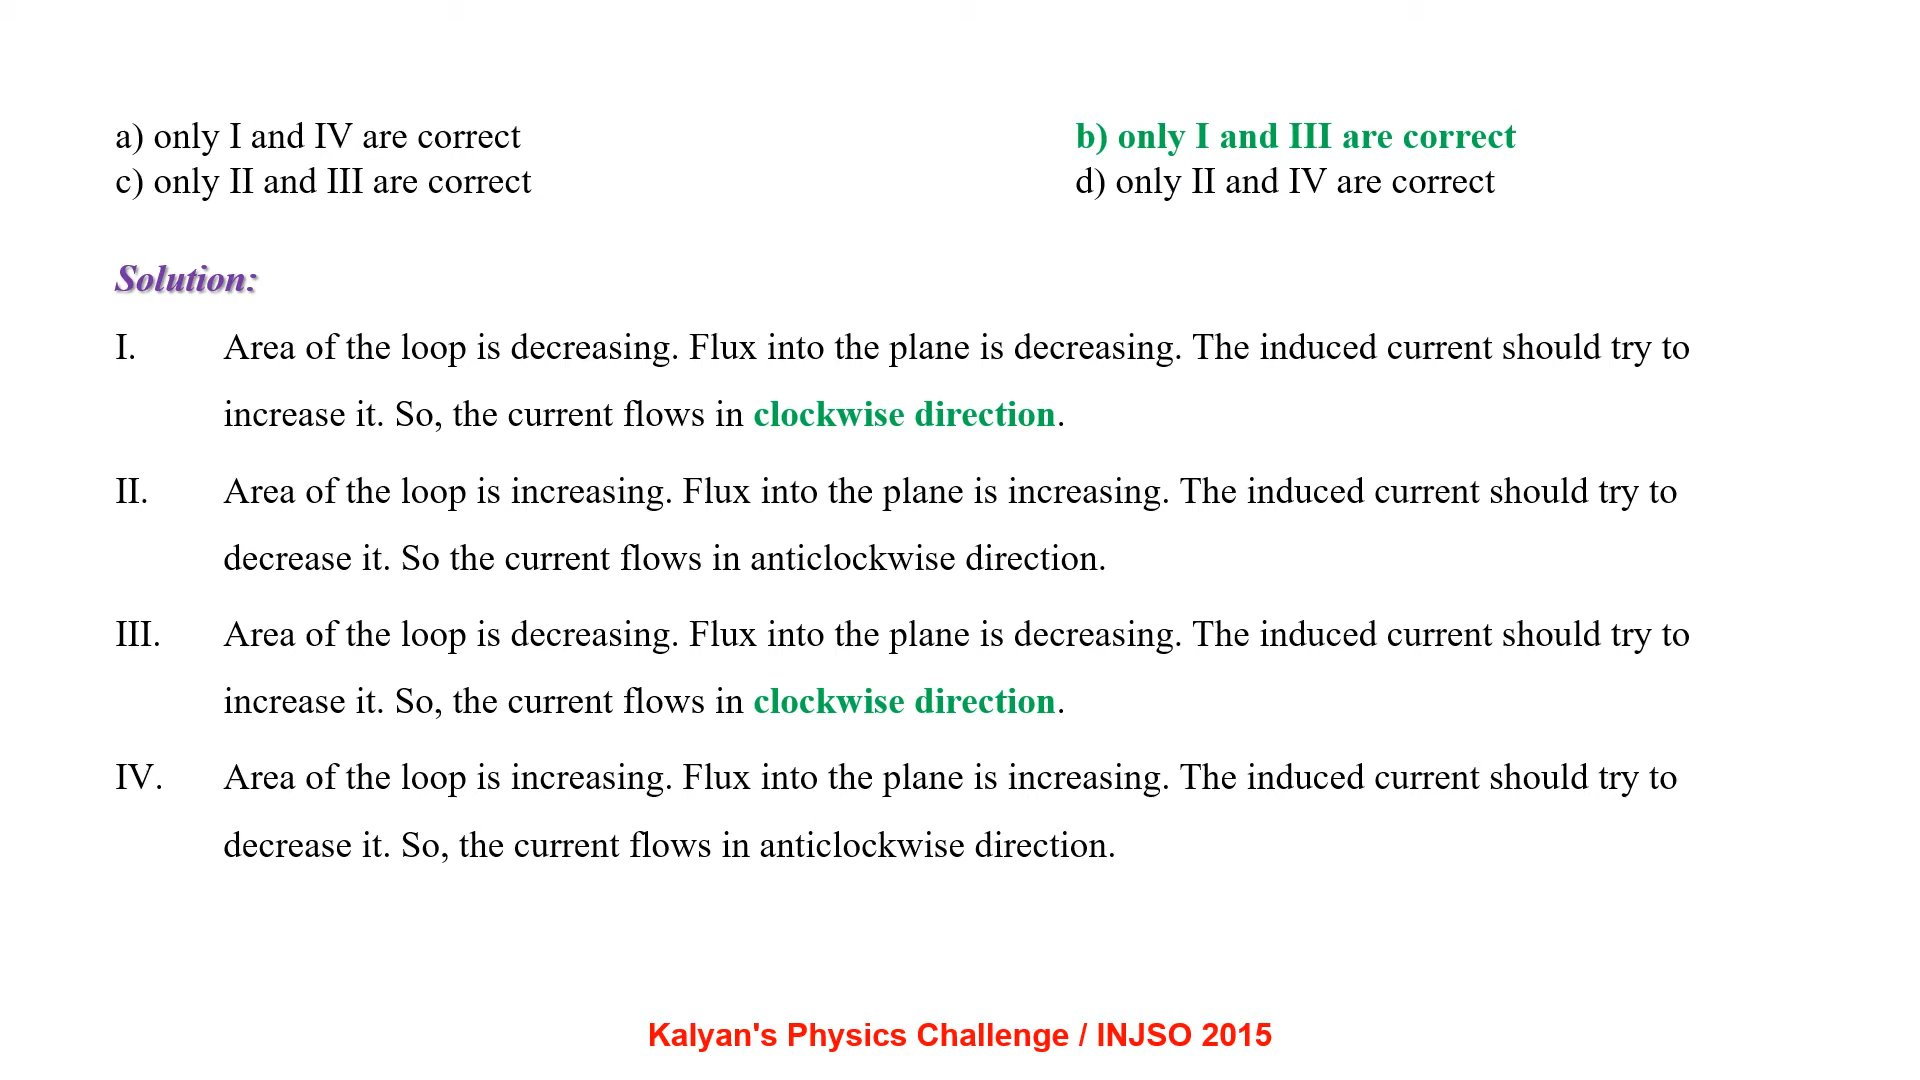 a) only I and IV are correct
b) only I and III are correct
c) only II and III are correct
d) only II and IV are correct
Solution:
I. Area of the loop is decreasing. Flux into the plane is decreasing. The induced current should try to
increase it. So, the current flows in clockwise direction.
II. Area of the loop is increasing. Flux into the plane is increasing. The induced current should try to
decrease it. So the current flows in anticlockwise direction.
III. Area of the loop is decreasing. Flux into the plane is decreasing. The induced current should try to
increase it. So, the current flows in clockwise direction.
IV. Area of the loop is increasing. Flux into the plane is increasing. The induced current should try to
decrease it. So, the current flows in anticlockwise direction.
Kalyan's Physics Challenge / INJSO 2015